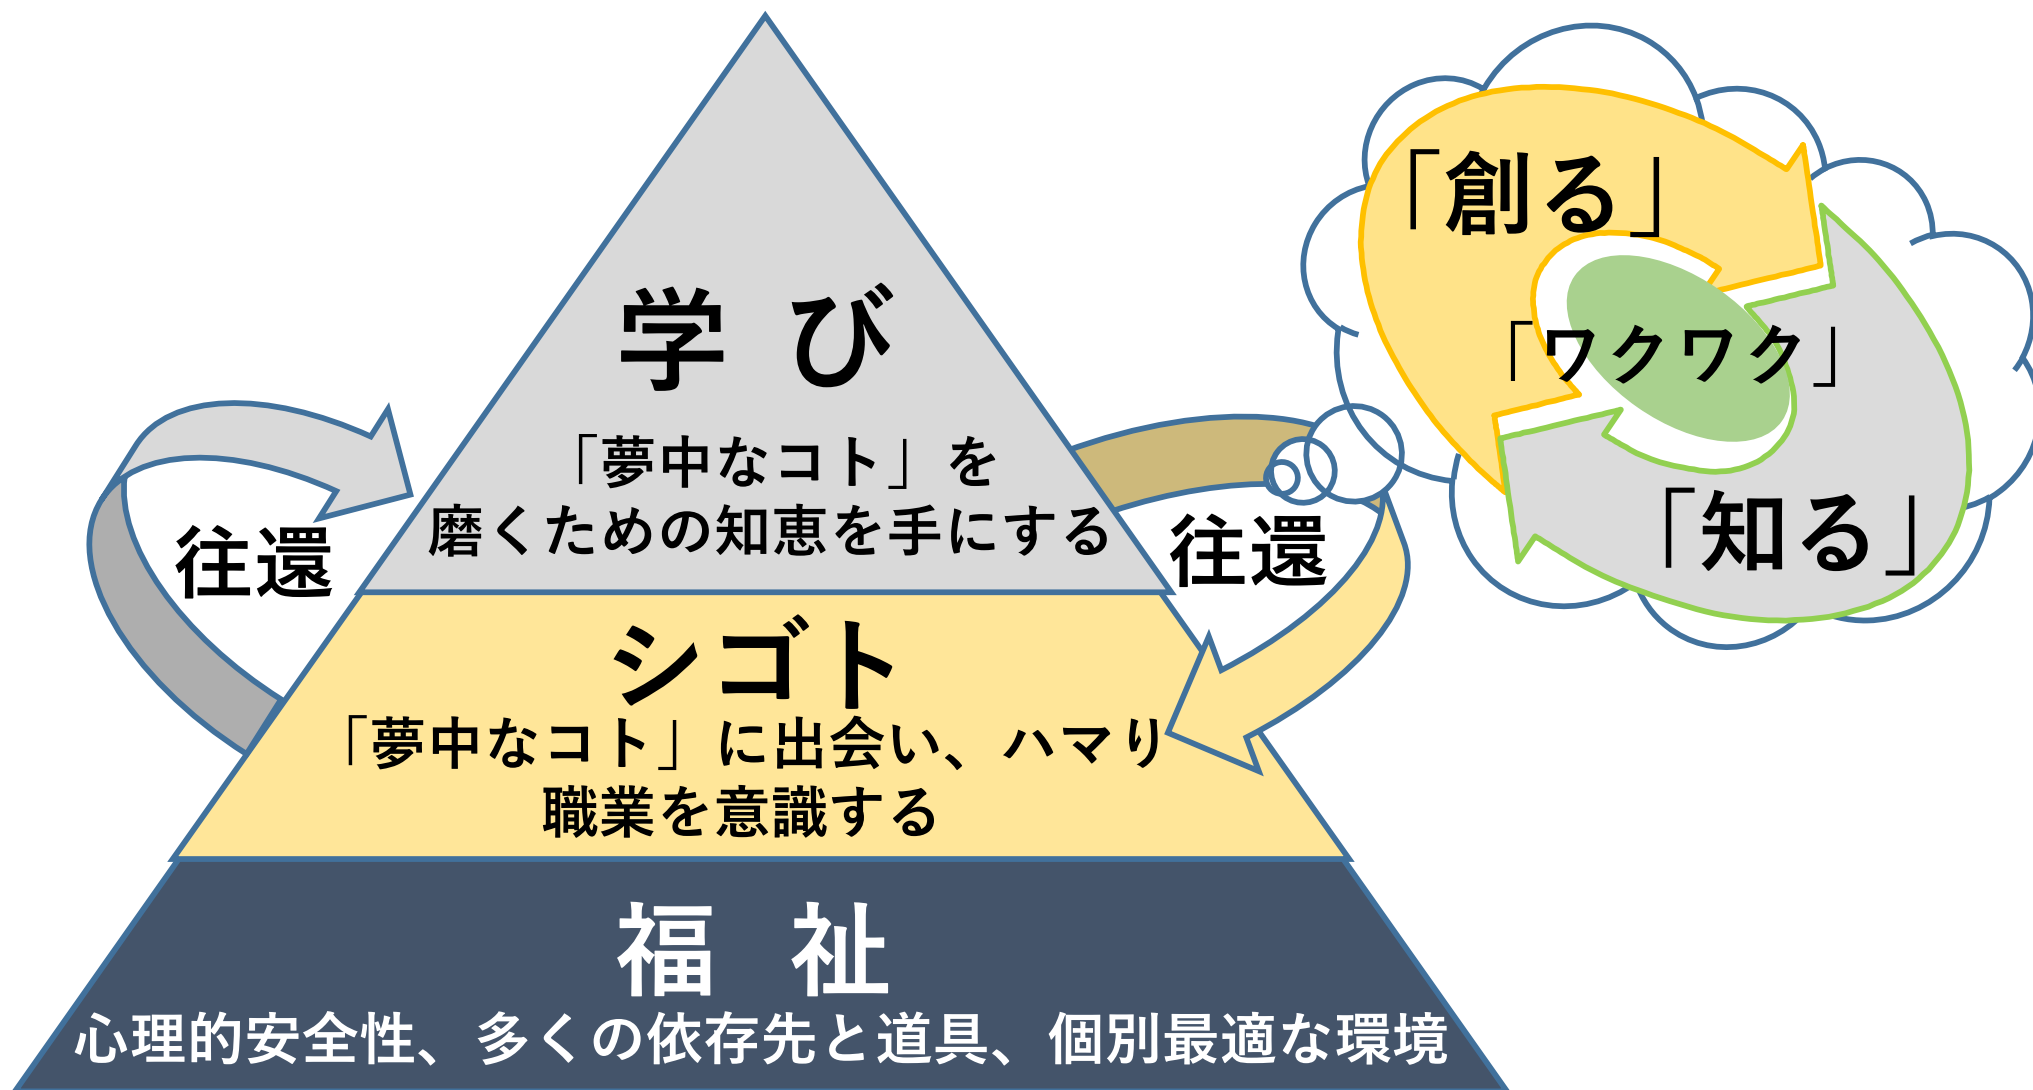 学 び
「夢中なコト」を
磨くための知恵を手にする
往還
シゴト
「夢中なコト」に出会い、ハマり
職業を意識する
往還
福 祉
心理的安全性、多くの依存先と道具、個別最適な環境
「創る」
「ワクワク」
「知る」